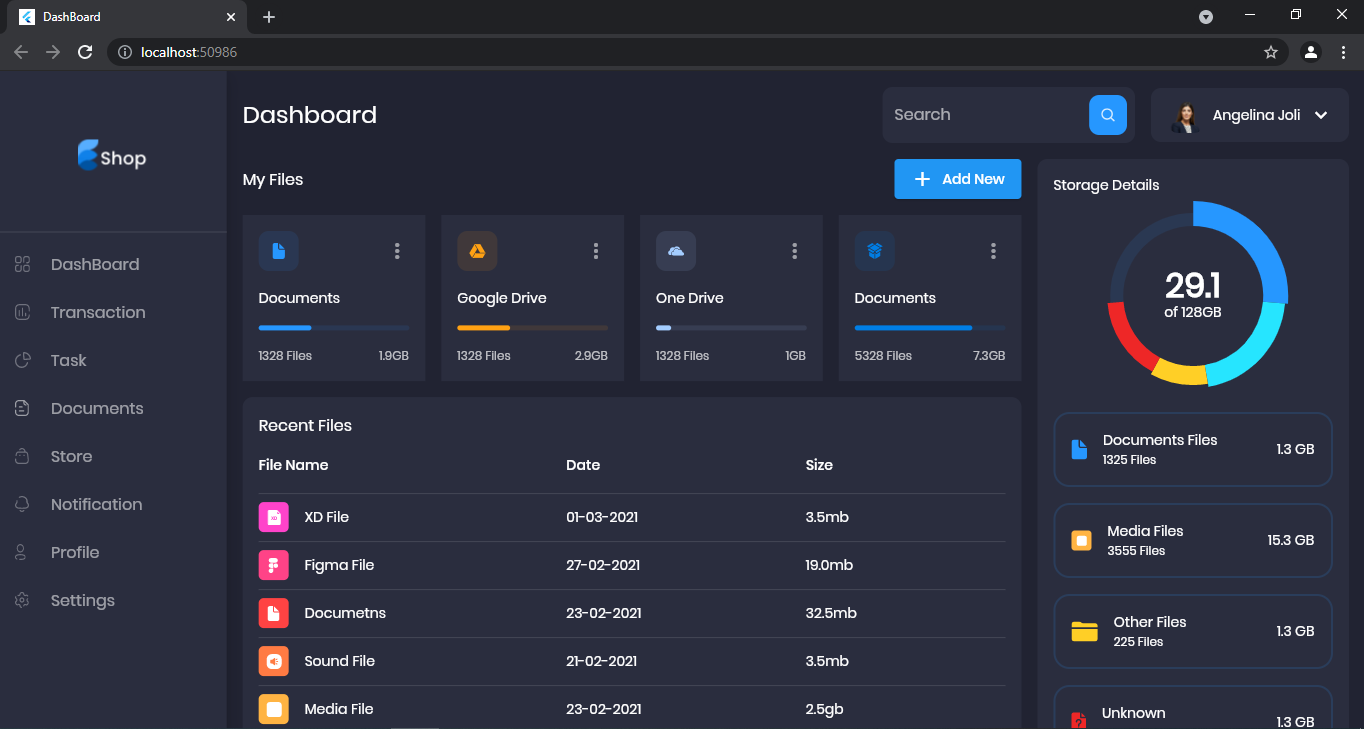 DashBoard
localhost:50986
Shop
DashBoard
Transaction
Task
Documents
Store
Notification
Profile
Settings
Dashboard
Search
Angelina Joli
My Files
Add New
Documents
1328 Files 1.9GB
Google Drive
1328 Files 2.9GB
One Drive
1328 Files 1GB
Documents
5328 Files 7.3GB
Recent Files
File Name Date Size
XD File 01-03-2021 3.5mb
Figma File 27-02-2021 19.0mb
Documetns 23-02-2021 32.5mb
Sound File 21-02-2021 3.5mb
Media File 23-02-2021 2.5gb
Storage Details
29.1
of 128GB
Documents Files
1325 Files
1.3 GB
Media Files
3555 Files
15.3 GB
Other Files
225 Files
1.3 GB
Unknown
1.3 GB